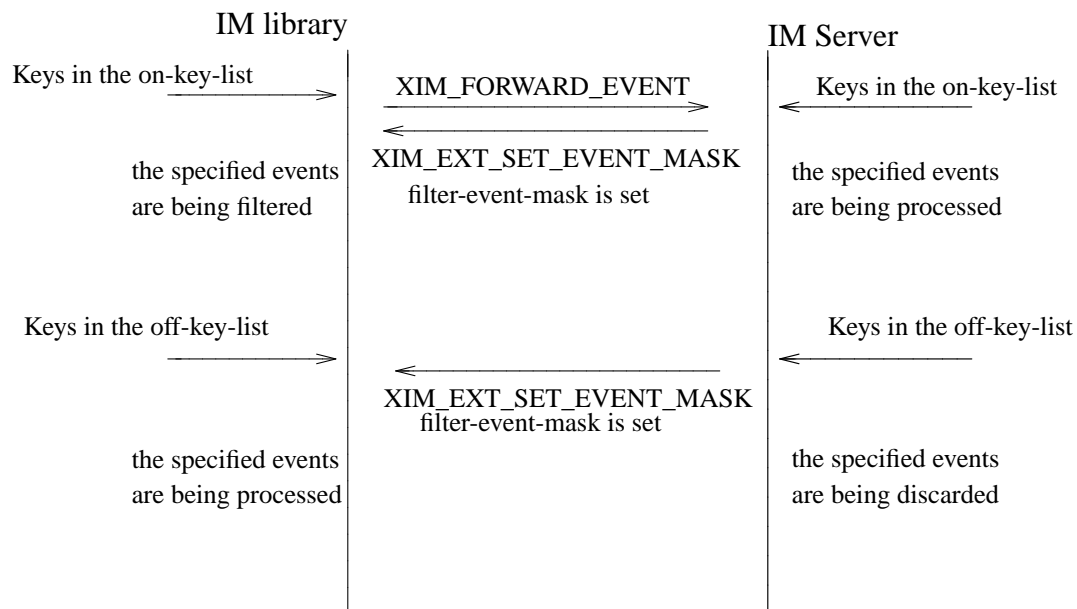 IM library
IM Server
Keys in the on-key-list
XIM_FORWARD_EVENT
Keys in the on-key-list
XIM_EXT_SET_EVENT_MASK
filter-event-mask is set
the specified events
are being filtered
the specified events
are being processed
Keys in the off-key-list
Keys in the off-key-list
XIM_EXT_SET_EVENT_MASK
filter-event-mask is set
the specified events
are being processed
the specified events
are being discarded